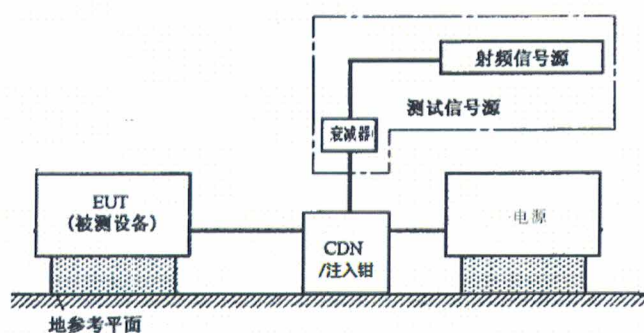 射频信号源
测试信号源
衰减器
EUT
(被测设备)
CDN
/注入钳
电源
地参考平面